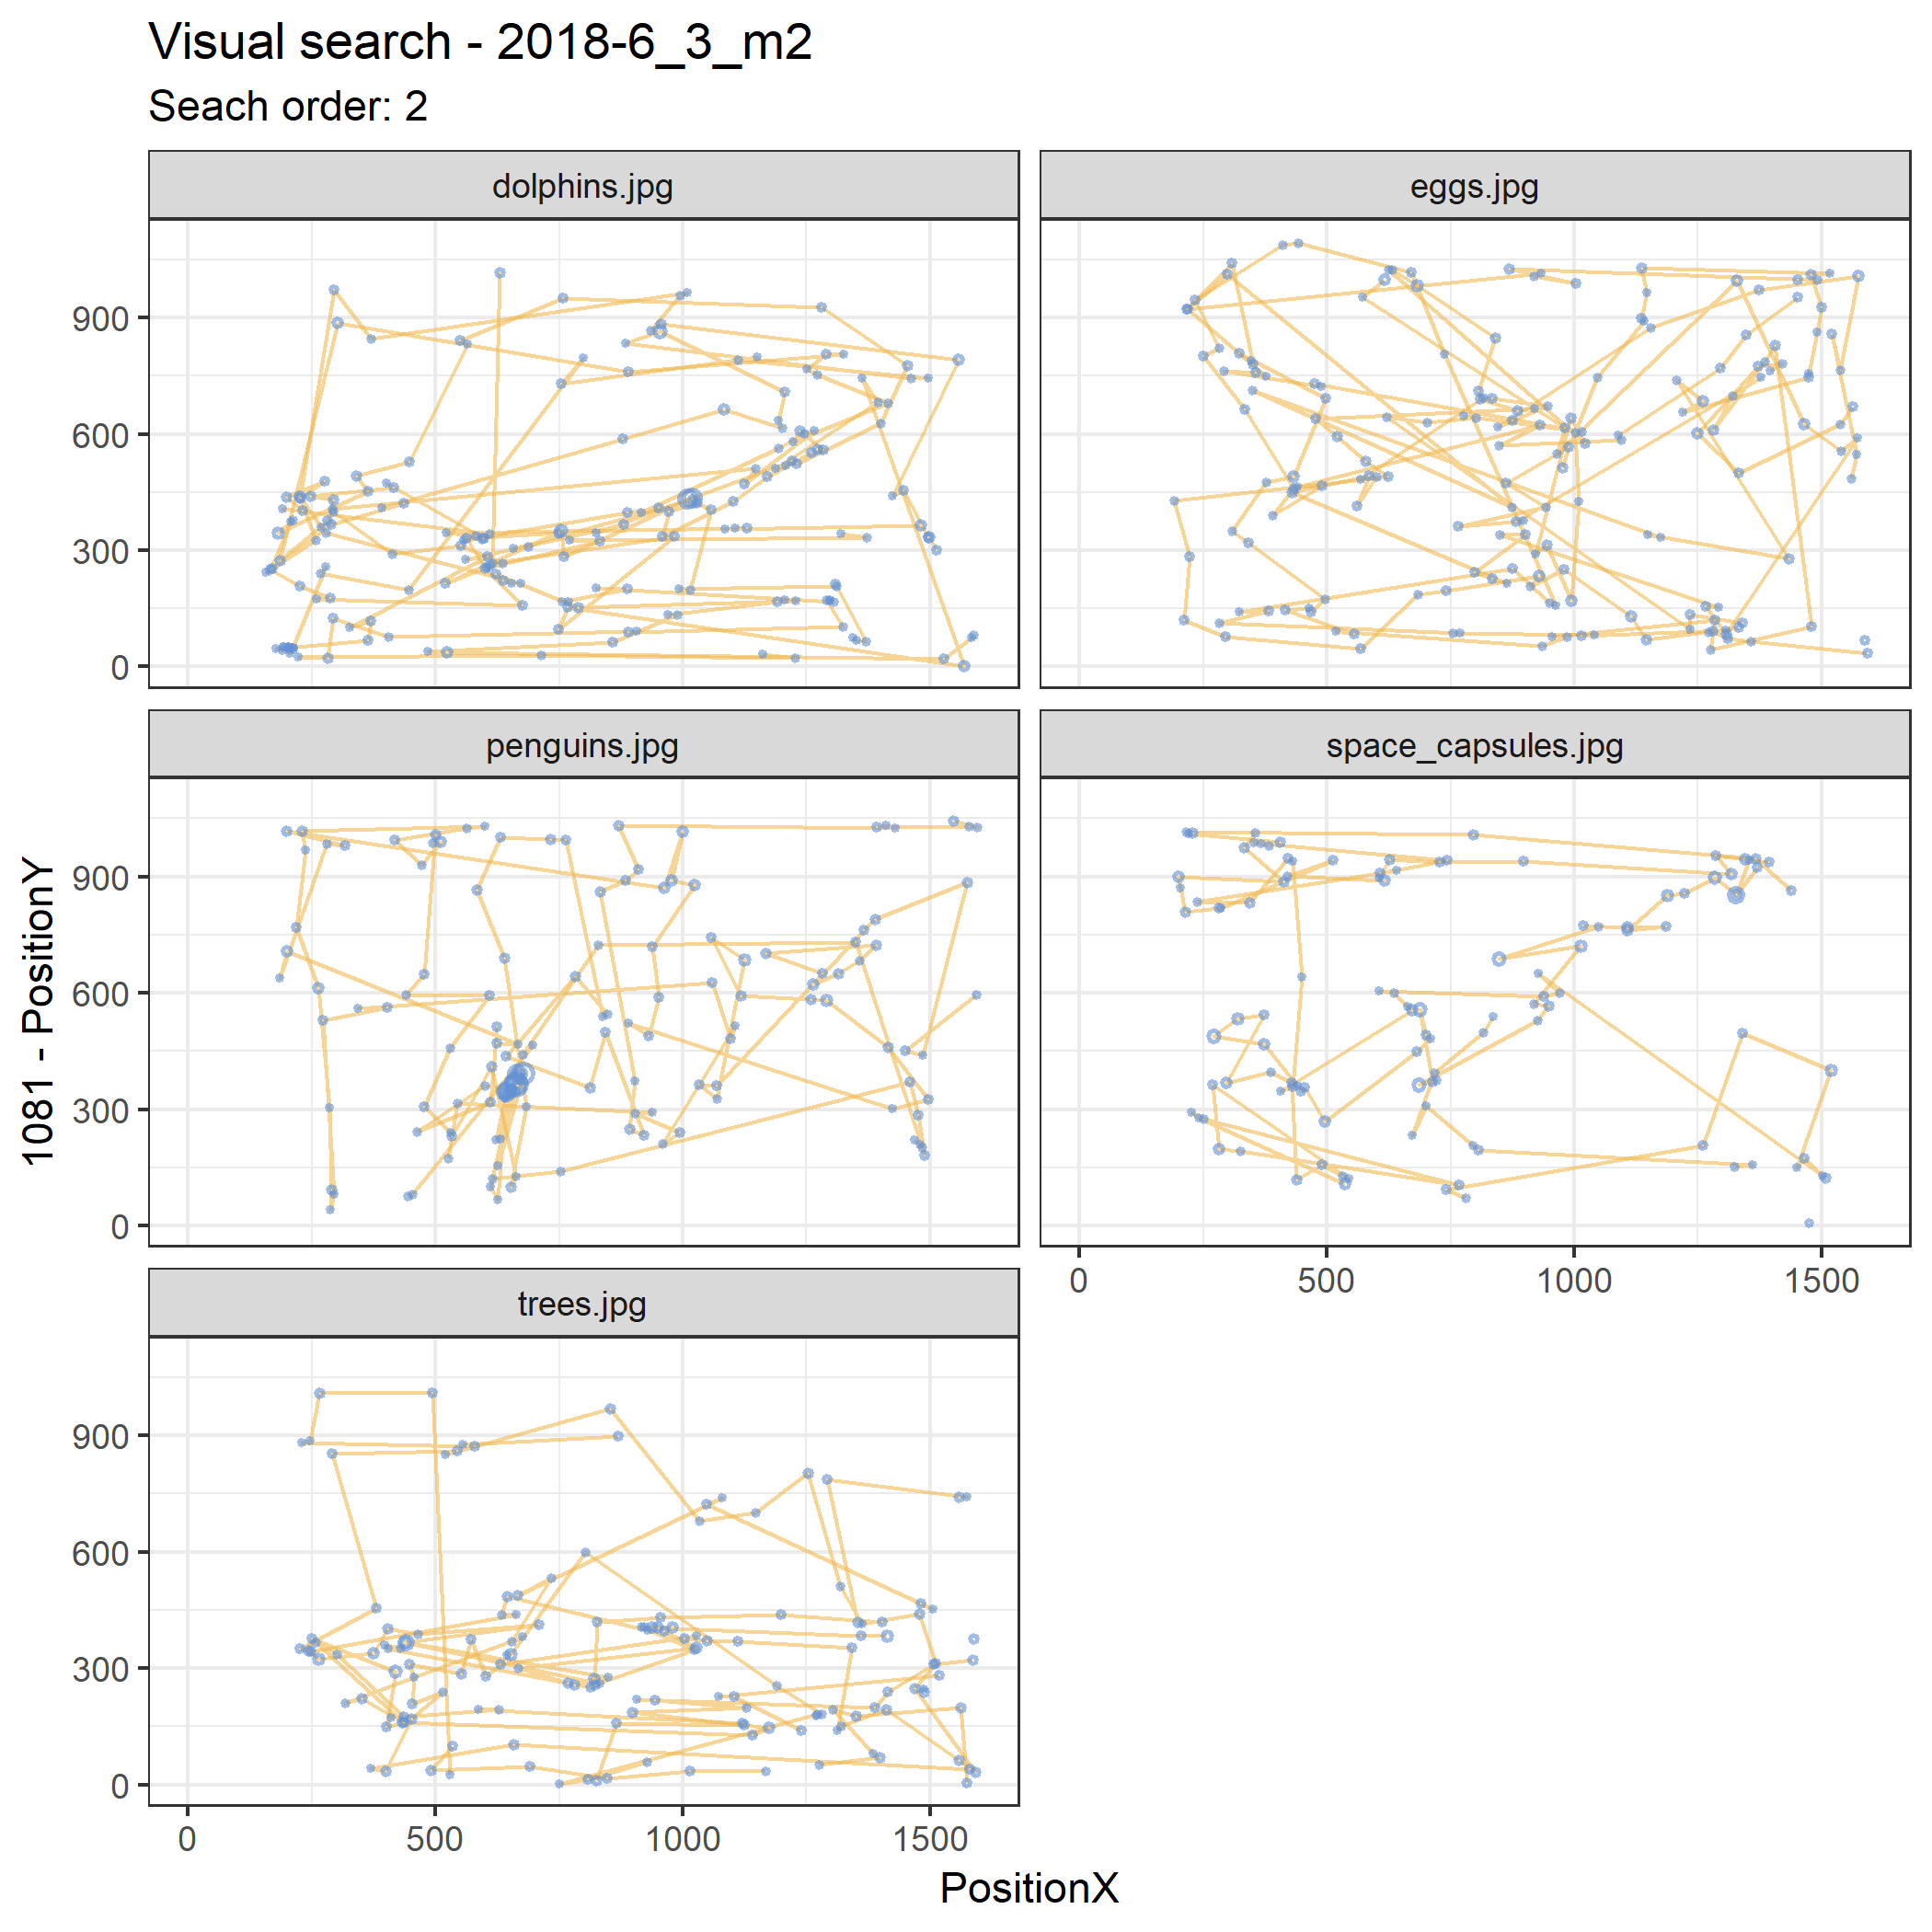 Visual search - 2018-6_3_m2
Seach order: 2
dolphins.jpg
eggs.jpg
900
600
300
0
penguins.jpg
space_capsules.jpg
900
600
300
0
0
500
1000
1500
trees.jpg
900
600
300
0
0
500
1000
1500
PositionX
1081 - PositionY